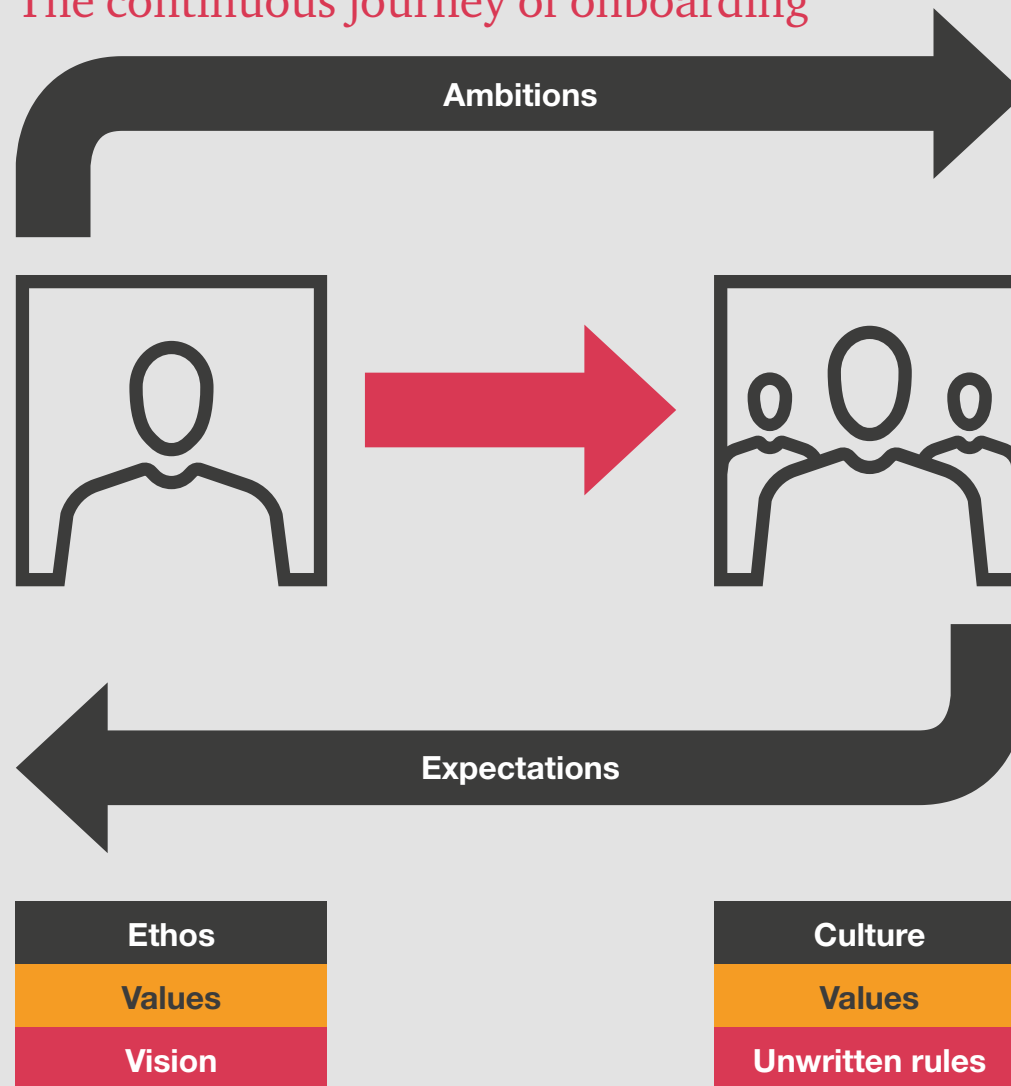 The continuous journey of onboarding
Ambitions
Expectations
Ethos
Values
Vision
Culture
Values
Unwritten rules